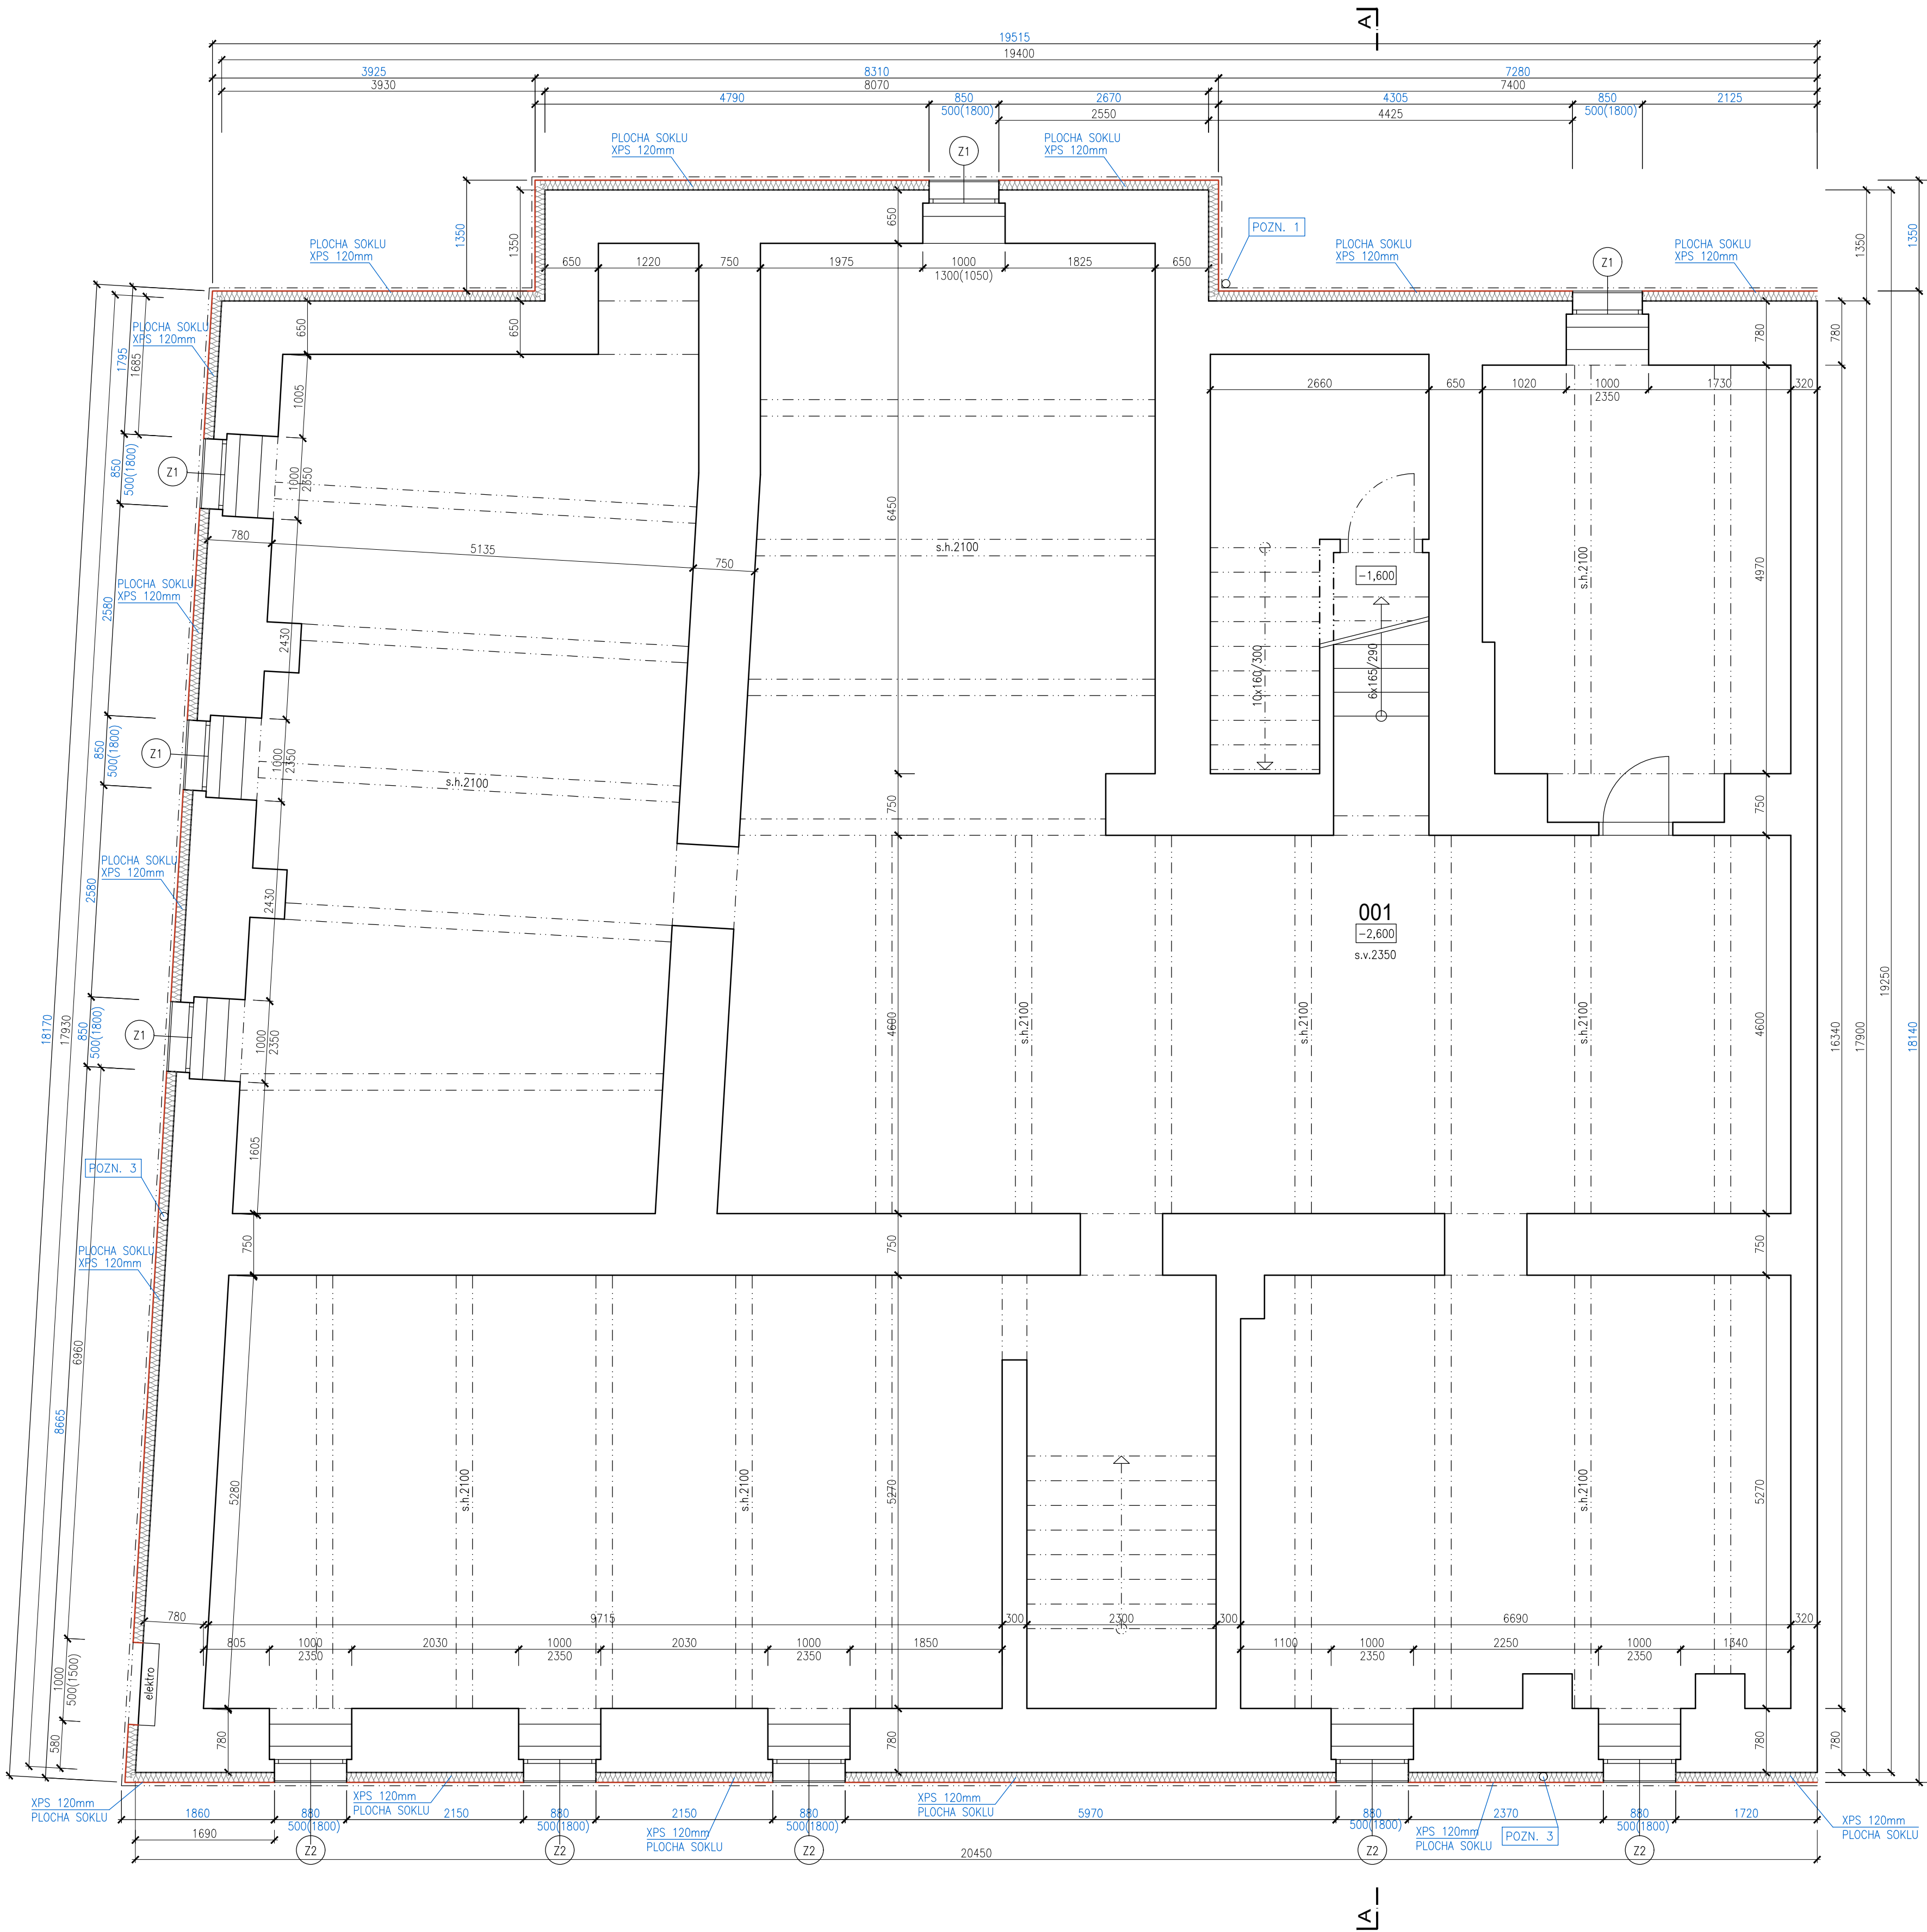 A
19515
19400
3925
8310
7280
3930
8070
7400
4790
850
2670
4305
850
2125
500(1800)
500(1800)
2550
4425
PLOCHA SOKLU
XPS 120mm
PLOCHA SOKLU
XPS 120mm
Z1
POZN. 1
PLOCHA SOKLU
XPS 120mm
PLOCHA SOKLU
XPS 120mm
PLOCHA SOKLU
XPS 120mm
Z1
1350
1350
650
1350
1350
650
1220
750
1975
1000
1825
650
1300(1050)
PLOCHA SOKLU
XPS 120mm
1795
1685
650
650
780
780
1005
2660
650
1020
1000
1730
320
2350
Z1
850
500(1800)
1000
2350
780
5135
750
6450
s.h.2100
s.h.2100
4970
-1,600
PLOCHA SOKLU
XPS 120mm
2580
2430
10x160/300
6x165/290
Z1
850
500(1800)
1000
2350
s.h.2100
750
750
PLOCHA SOKLU
XPS 120mm
2580
2430
001
-2,600
s.v.2350
19250
16340
17900
18140
18170
17930
850
500(1800)
Z1
1000
2350
4600
s.h.2100
s.h.2100
s.h.2100
4600
1605
POZN. 3
PLOCHA SOKLU
XPS 120mm
750
750
750
6960
8665
5280
s.h.2100
s.h.2100
5270
s.h.2100
5270
780
9715
300
2300
300
6690
320
805
1000
2030
1000
2030
1000
1850
1100
1000
2250
1000
1340
2350
2350
2350
2350
2350
1000
500(1500)
elektro
580
780
780
780
780
XPS 120mm
PLOCHA SOKLU
XPS 120mm
PLOCHA SOKLU
XPS 120mm
PLOCHA SOKLU
XPS 120mm
PLOCHA SOKLU
XPS 120mm
PLOCHA SOKLU
XPS 120mm
PLOCHA SOKLU
1860
880
2150
880
2150
880
5970
880
2370
880
1720
500(1800)
500(1800)
500(1800)
500(1800)
500(1800)
POZN. 3
1690
Z2
Z2
Z2
Z2
Z2
20450
A